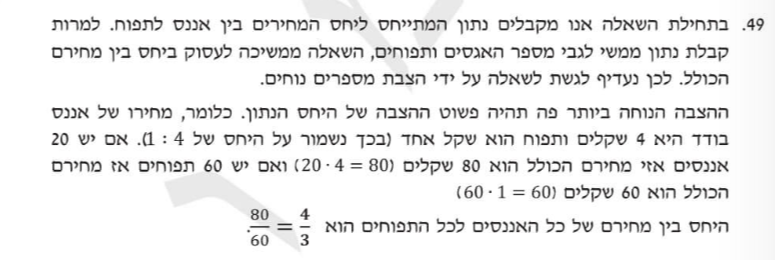 49. בתחילת השאלה אנו מקבלים נתון המתייחס ליחס המחירים בין אננס לתפוח. למרות
קבלת נתון ממשי לגבי מספר האגסים ותפוחים, השאלה ממשיכה לעסוק ביחס בין מחירם
הכולל. לכן נעדיף לגשת לשאלה על ידי הצבת מספרים נוחים.
ההצבה הנוחה ביותר פה תהיה פשוט ההצבה של היחס הנתון. כלומר, מחירו של אננס
בודד היא 4 שקלים ותפוח הוא שקל אחד (בכך נשמור על היחס של 4 : 1). אם יש 20
אננסים אזי מחירם הכולל הוא 80 שקלים (20 · 4 = 80) ואם יש 60 תפוחים אז מחירם
הכולל הוא 60 שקלים (60 · 1 = 60)
היחס בין מחירם של כל האננסים לכל התפוחים הוא 80/60 = 4/3.